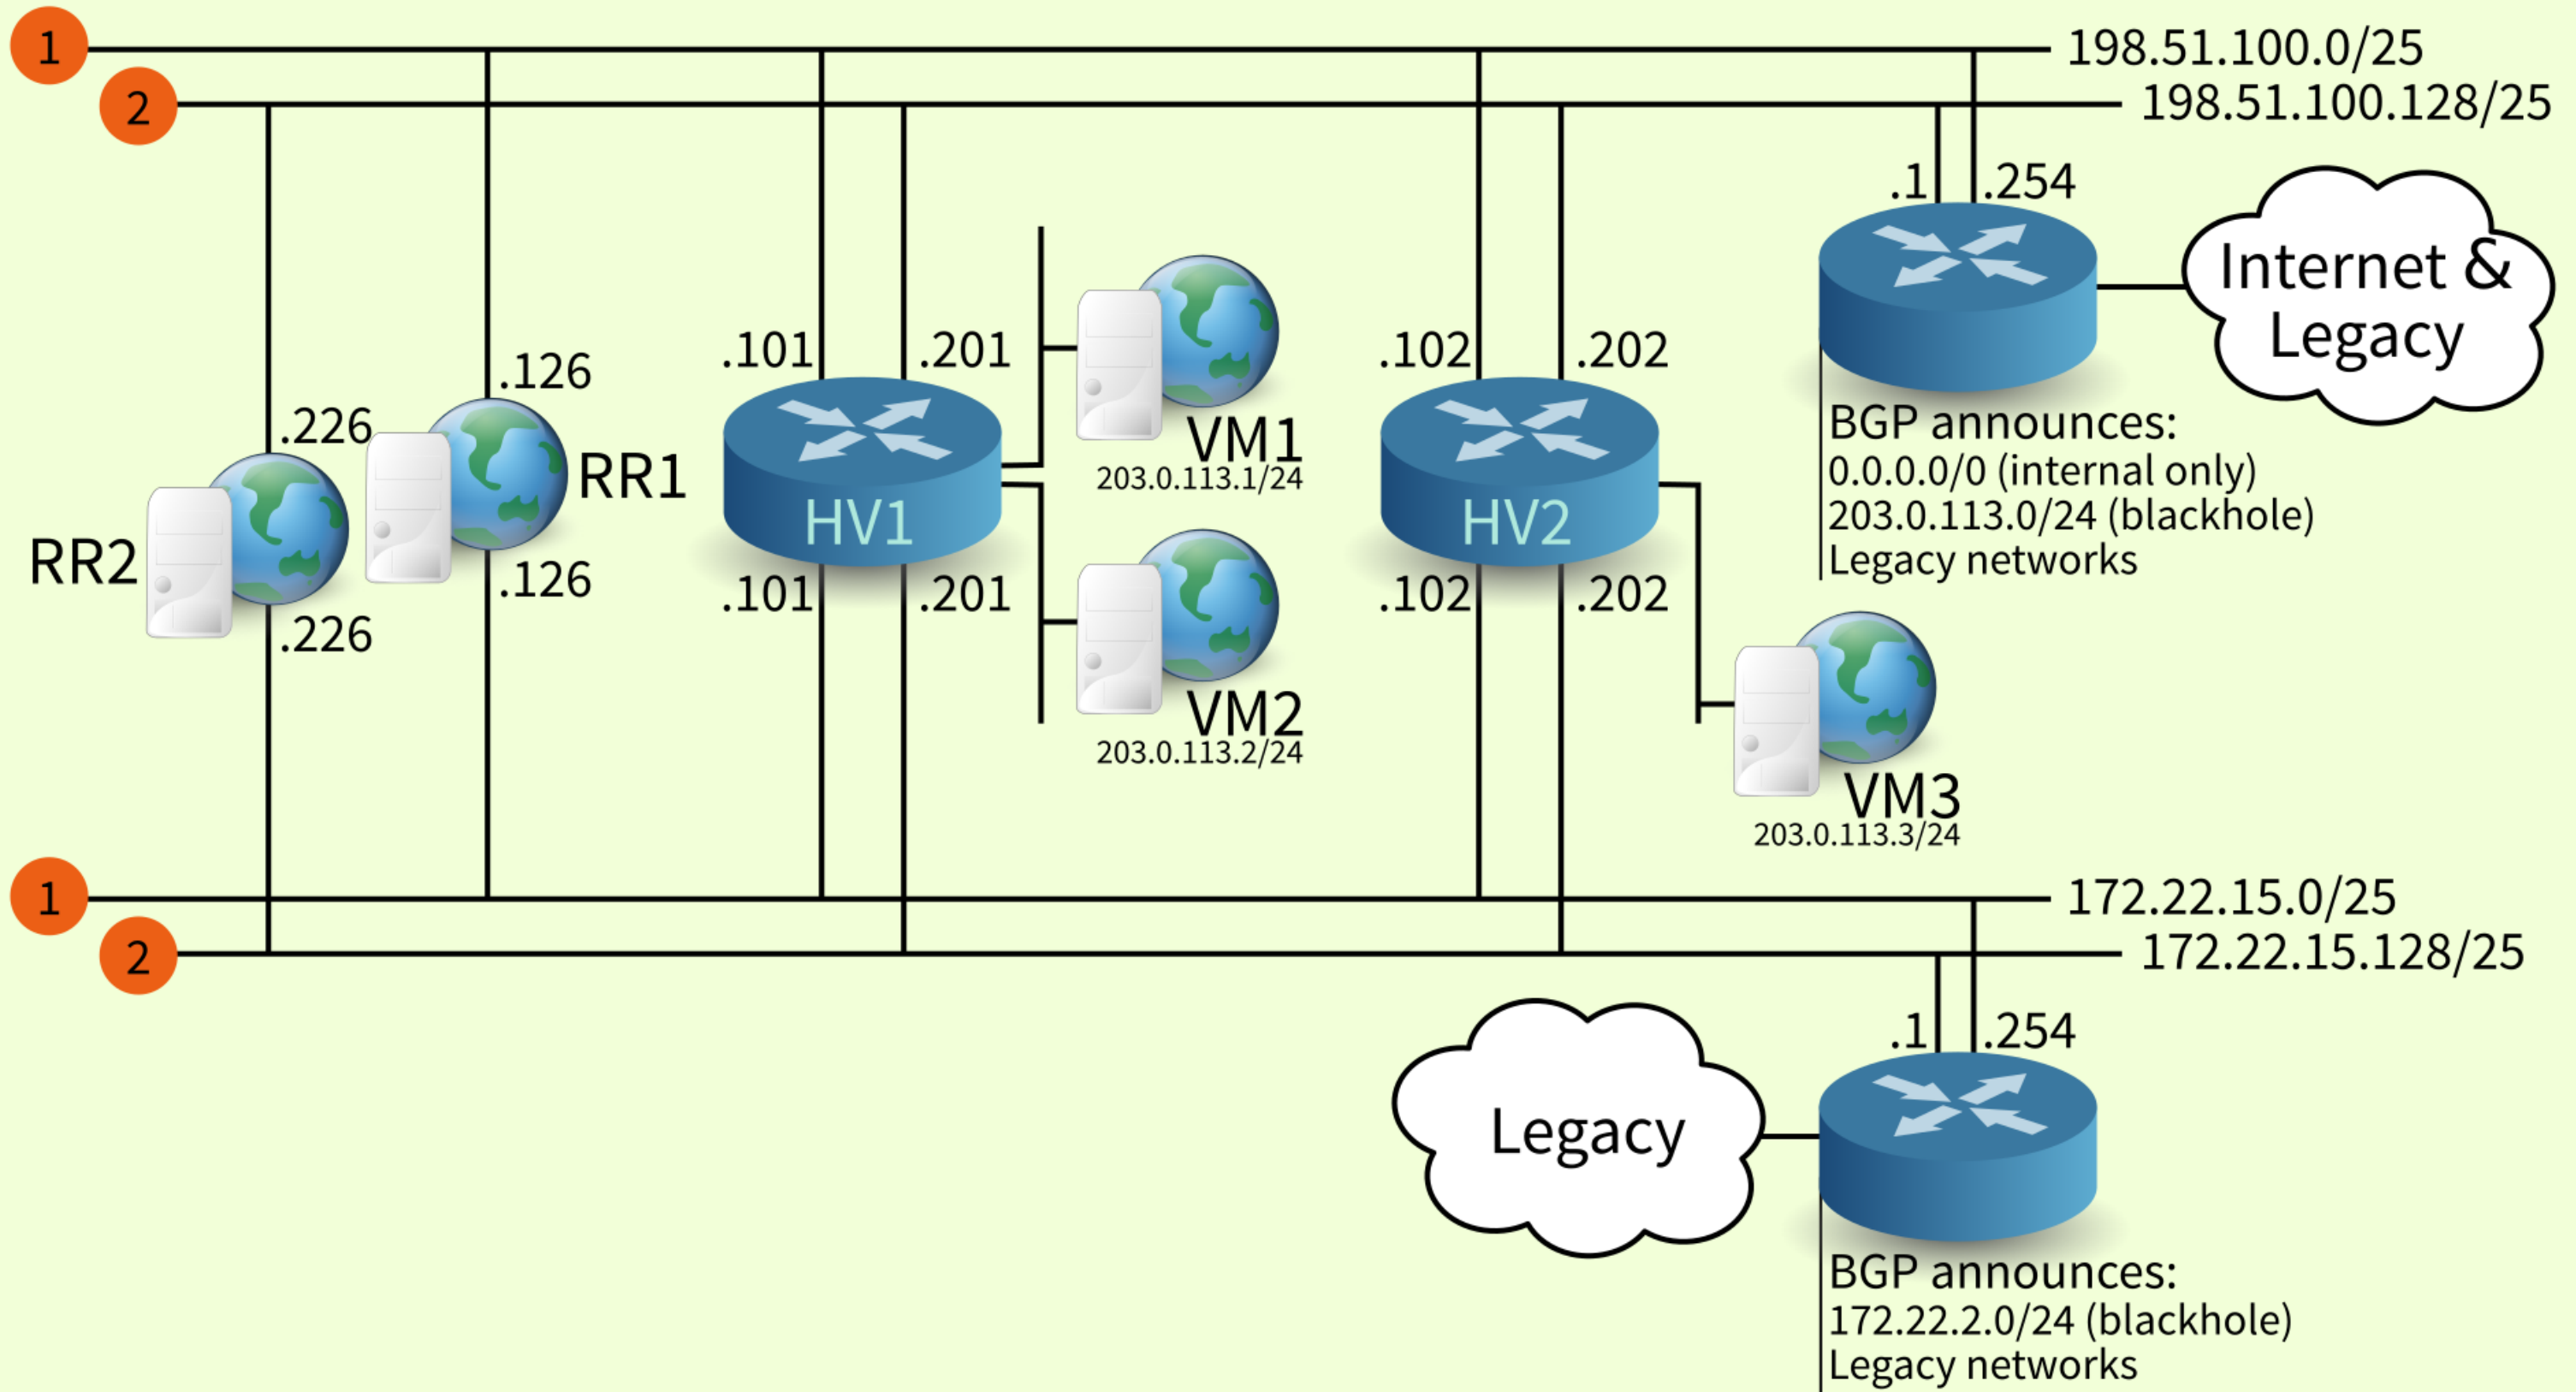 1
198.51.100.0/25
2
198.51.100.128/25
.1
.254
Internet &
Legacy
.101
.201
.102
.202
.126
.226
RR1
RR2
.126
.226
HV1
.101
.201
VM1
203.0.113.1/24
VM2
203.0.113.2/24
HV2
.102
.202
BGP announces:
0.0.0.0/0 (internal only)
203.0.113.0/24 (blackhole)
Legacy networks
VM3
203.0.113.3/24
1
172.22.15.0/25
2
172.22.15.128/25
.1
.254
Legacy
BGP announces:
172.22.2.0/24 (blackhole)
Legacy networks